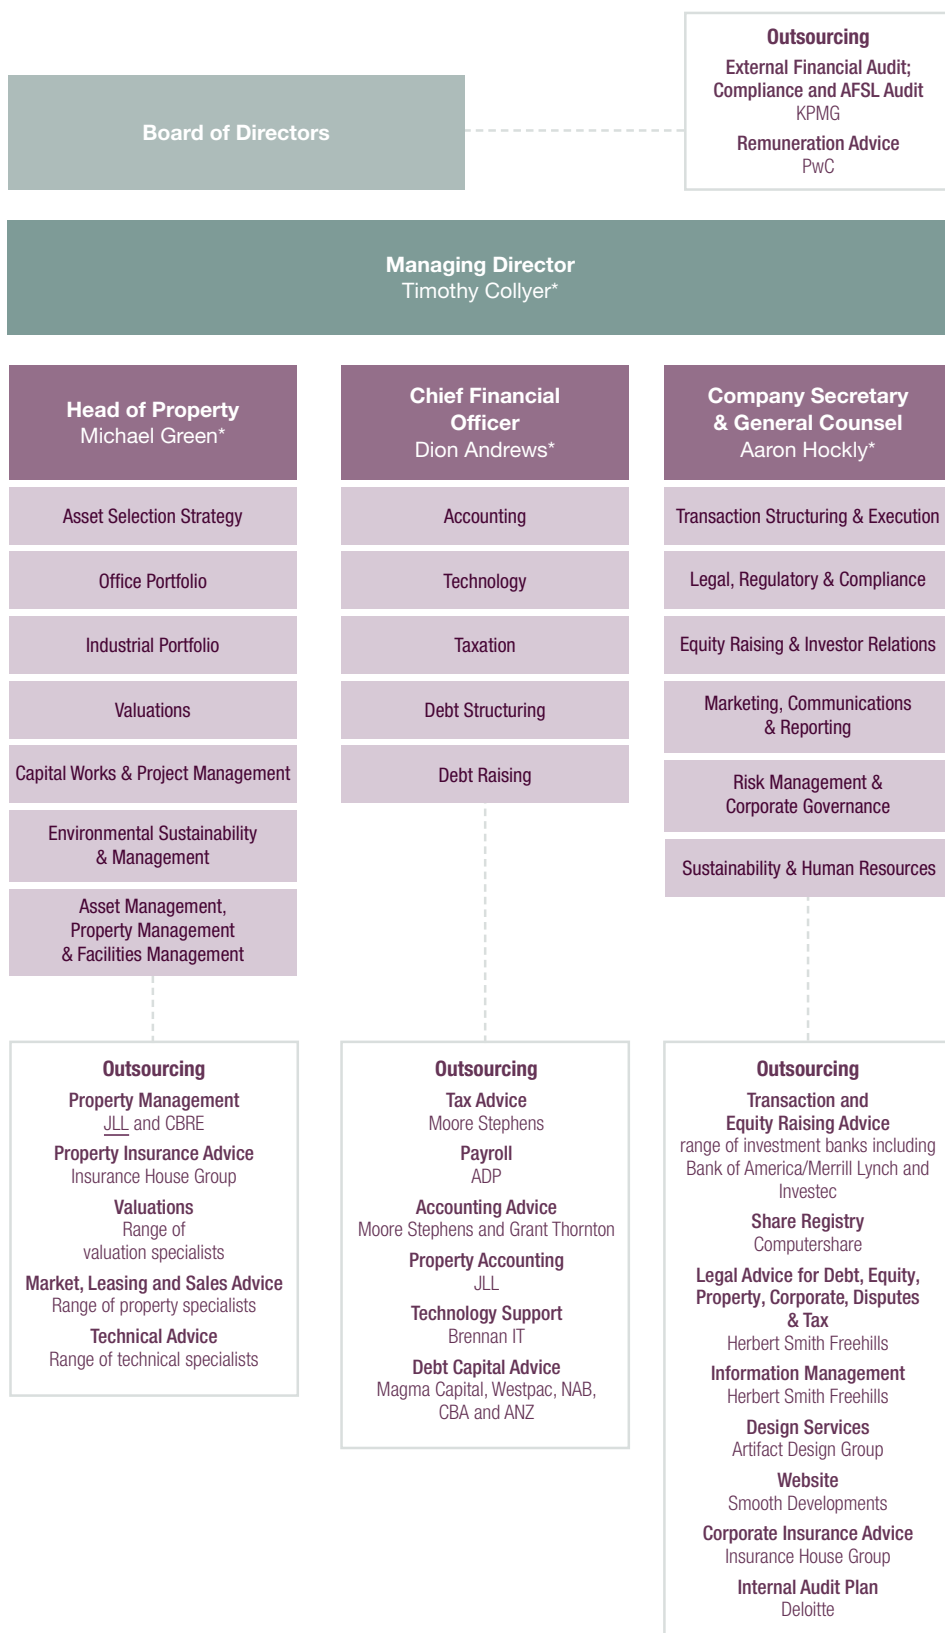 Outsourcing
External Financial Audit;
Compliance and AFSL Audit
KPMG
Remuneration Advice
PwC
Board of Directors
Managing Director
Timothy Collyer*
Head of Property
Michael Green*
Asset Selection Strategy
Office Portfolio
Industrial Portfolio
Valuations
Capital Works & Project Management
Environmental Sustainability
& Management
Asset Management,
Property Management
& Facilities Management
Outsourcing
Property Management
JLL and CBRE
Property Insurance Advice
Insurance House Group
Valuations
Range of
valuation specialists
Market, Leasing and Sales Advice
Range of property specialists
Technical Advice
Range of technical specialists
Chief Financial
Officer
Dion Andrews*
Accounting
Technology
Taxation
Debt Structuring
Debt Raising
Outsourcing
Tax Advice
Moore Stephens
Payroll
ADP
Accounting Advice
Moore Stephens and Grant Thornton
Property Accounting
JLL
Technology Support
Brennan IT
Debt Capital Advice
Magma Capital, Westpac, NAB,
CBA and ANZ
Company Secretary
& General Counsel
Aaron Hockly*
Transaction Structuring & Execution
Legal, Regulatory & Compliance
Equity Raising & Investor Relations
Marketing, Communications
& Reporting
Risk Management &
Corporate Governance
Sustainability & Human Resources
Outsourcing
Transaction and
Equity Raising Advice
range of investment banks including
Bank of America/Merrill Lynch and
Investec
Share Registry
Computershare
Legal Advice for Debt, Equity,
Property, Corporate, Disputes
& Tax
Herbert Smith Freehills
Information Management
Herbert Smith Freehills
Design Services
Artifact Design Group
Website
Smooth Developments
Corporate Insurance Advice
Insurance House Group
Internal Audit Plan
Deloitte